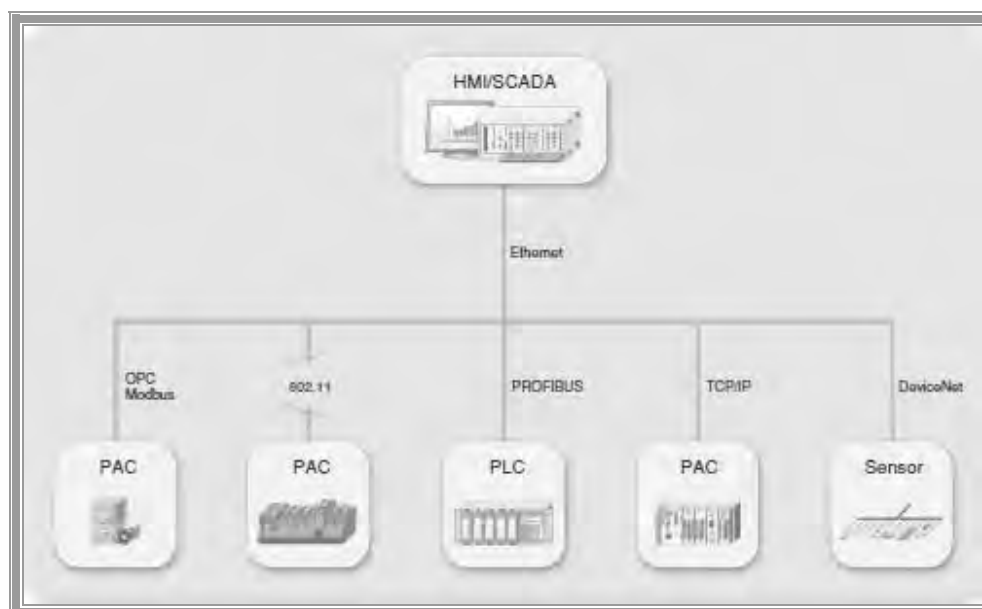 HMI/SCADA
Ethernet
OPC
Modbus
802.11
PROFIBUS
TCP/IP
DeviceNet
PAC
PAC
PLC
PAC
Sensor